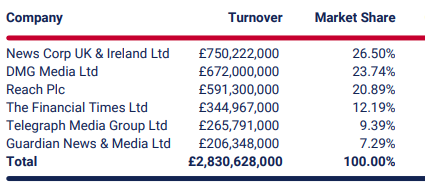 Company Turnover Market Share
News Corp UK & Ireland Ltd £750,222,000 26.50%
DMG Media Ltd £672,000,000 23.74%
Reach Plc £591,300,000 20.89%
The Financial Times Ltd £344,967,000 12.19%
Telegraph Media Group Ltd £265,791,000 9.39%
Guardian News & Media Ltd £206,348,000 7.29%
Total £2,830,628,000 100.00%